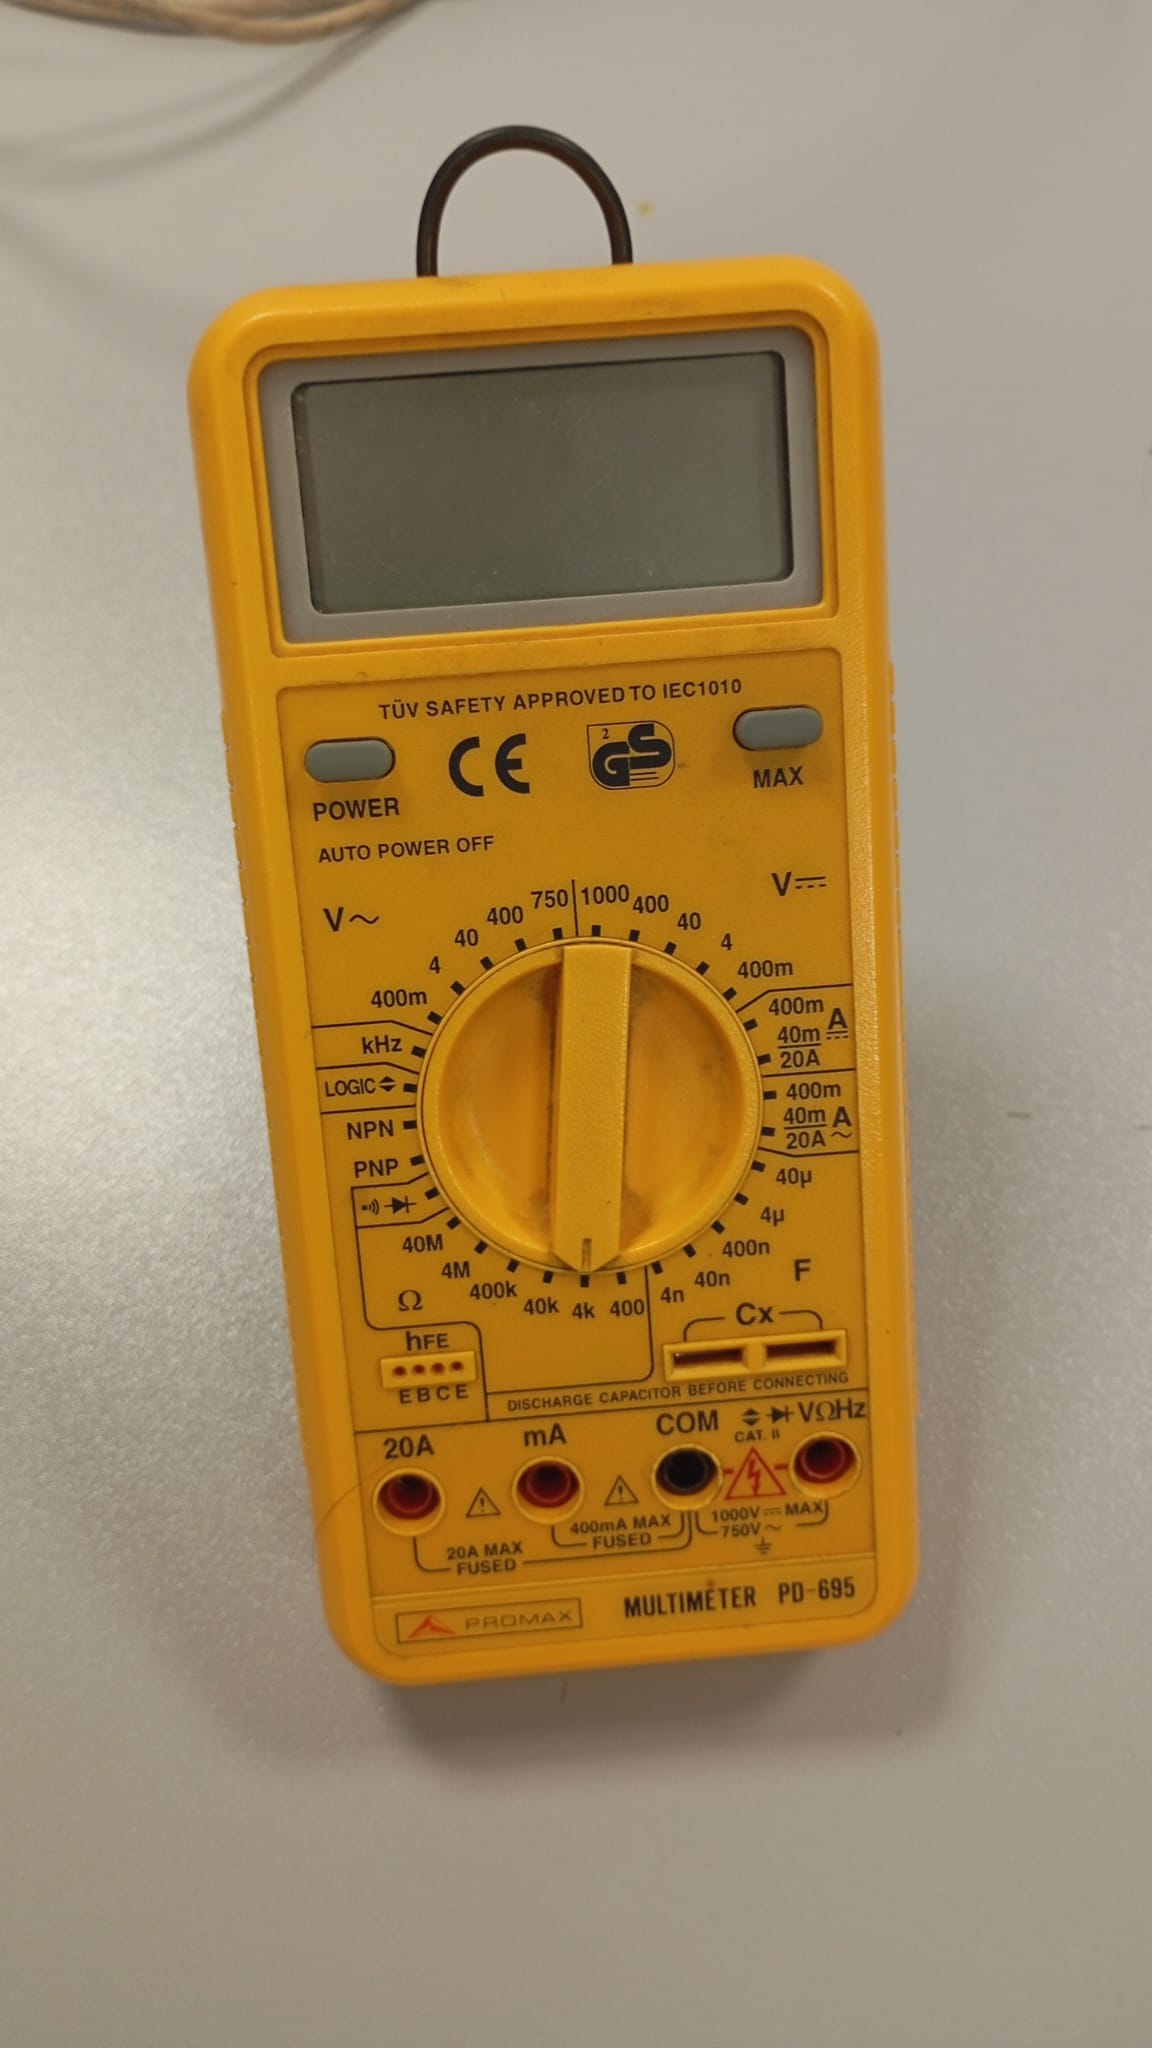 TÜV SAFETY APPROVED TO IEC1010
POWER
CE
2
GS
MAX
AUTO POWER OFF
V~
V⎓
750
1000
400
400
40
40
4
4
400m
400m
kHz
400m
40m
20A
A⎓
LOGIC
400m
40m
20A
A~
NPN
PNP
40µ
4µ
400n
40n
4n
F
40M
4M
400k
40k
4k
400
Ω
hFE
E B C E
Cx
DISCHARGE CAPACITOR BEFORE CONNECTING
20A
mA
COM
VΩHz
CAT. II
20A MAX
FUSED
400mA MAX
FUSED
1000V⎓ MAX
750V~
PROMAX
MULTIMETER PD-695